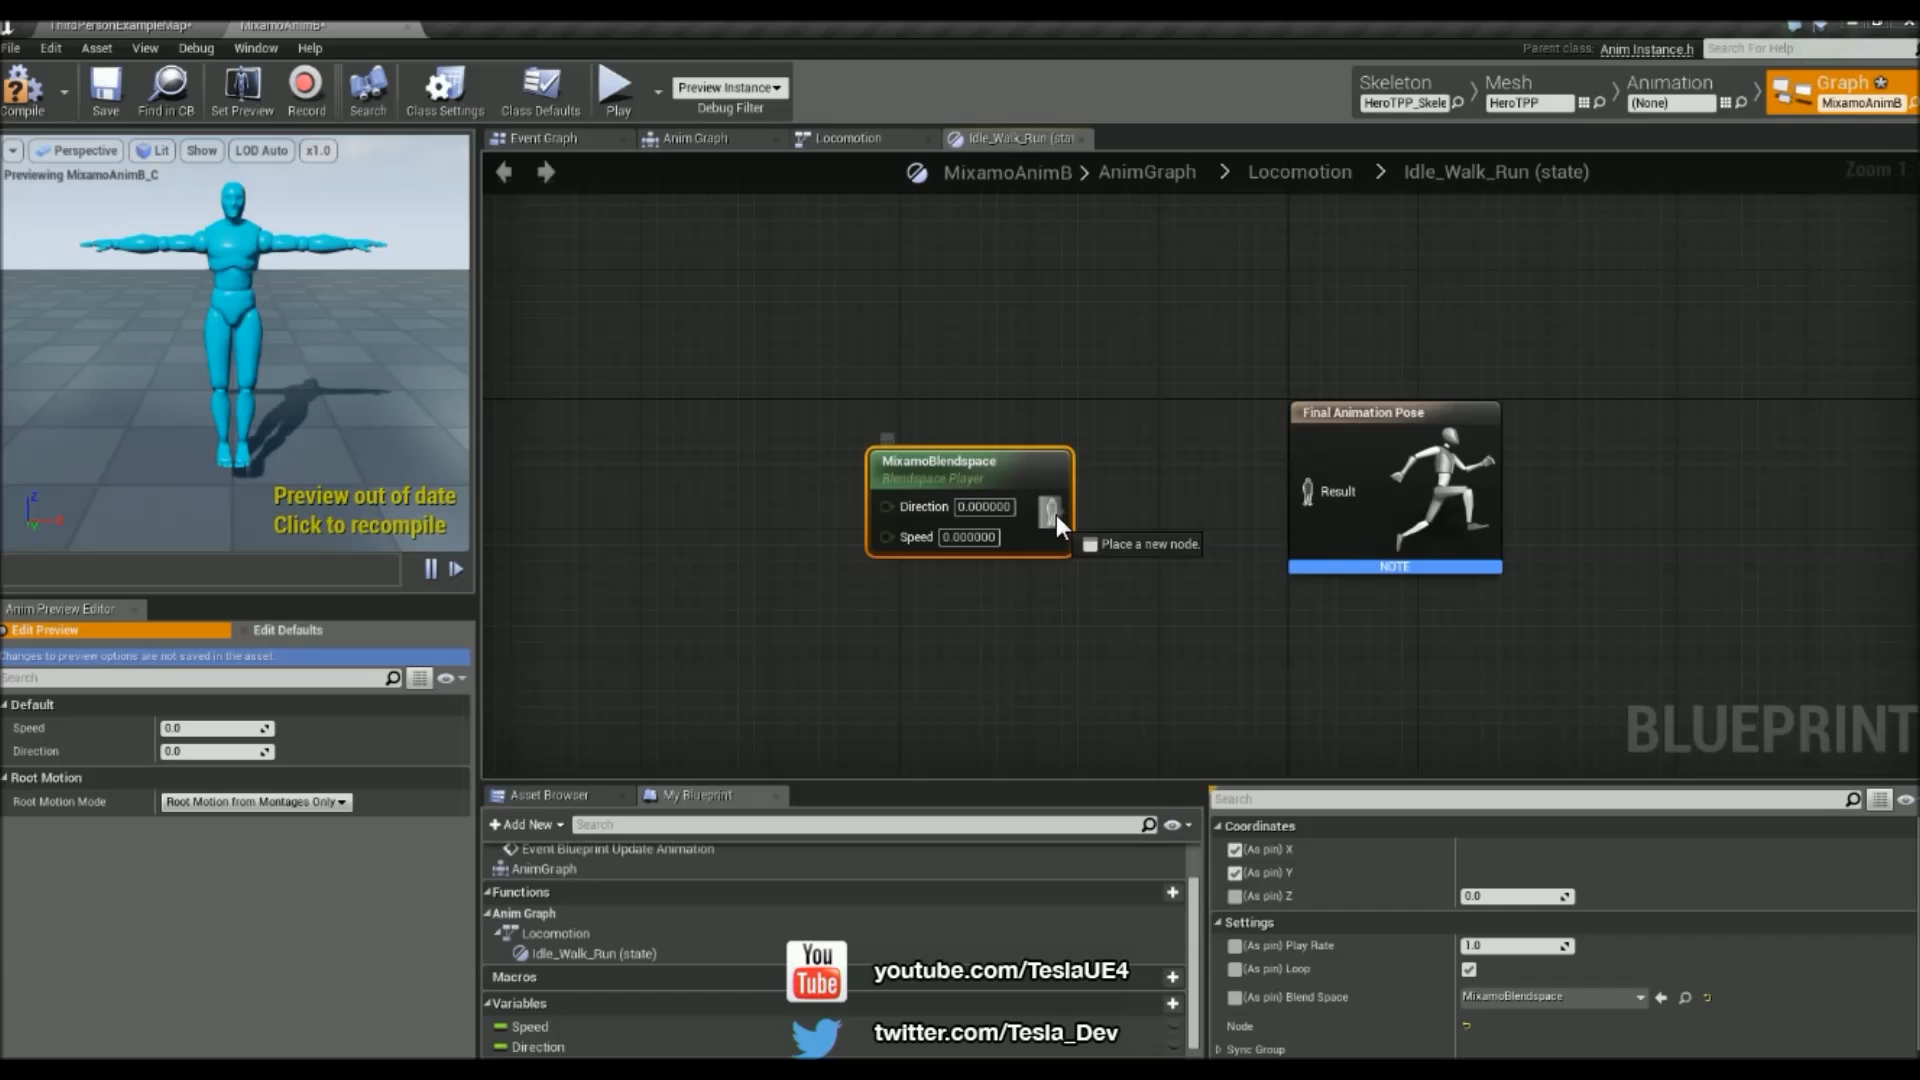 ThirdPersonExampleMap*
MixamoAnimB*
File Edit Asset View Debug Window Help
Parent class: Anim Instance.h
Search For Help
Compile
Save
Find in CB
Set Preview
Record
Search
Class Settings
Class Defaults
Play
Preview Instance
Debug Filter
Skeleton
HeroTPP_Skele
Mesh
HeroTPP
Animation
(None)
Graph
MixamoAnimB
Perspective
Lit
Show
LOD Auto
x1.0
Previewing MixamoAnimB_C
Preview out of date
Click to recompile
Z
X
Y
Event Graph
Anim Graph
Locomotion
Idle_Walk_Run (stat
MixamoAnimB > AnimGraph > Locomotion > Idle_Walk_Run (state)
Zoom 1:
MixamoBlendspace
Blendspace Player
Direction 0.000000
Speed 0.000000
Place a new node.
Final Animation Pose
Result
NOTE
BLUEPRINT
Anim Preview Editor
Edit Preview
Edit Defaults
Changes to preview options are not saved in the asset
Search
Default
Speed 0.0
Direction 0.0
Root Motion
Root Motion Mode
Root Motion from Montages Only
Asset Browser
My Blueprint
+ Add New
Search
Event Blueprint Update Animation
AnimGraph
Functions
Anim Graph
Locomotion
Idle_Walk_Run (state)
Macros
Variables
Speed
Direction
You
Tube
youtube.com/TeslaUE4
twitter.com/Tesla_Dev
Search
Coordinates
(As pin) X
(As pin) Y
(As pin) Z 0.0
Settings
(As pin) Play Rate 1.0
(As pin) Loop
(As pin) Blend Space MixamoBlendspace
Node
Sync Group